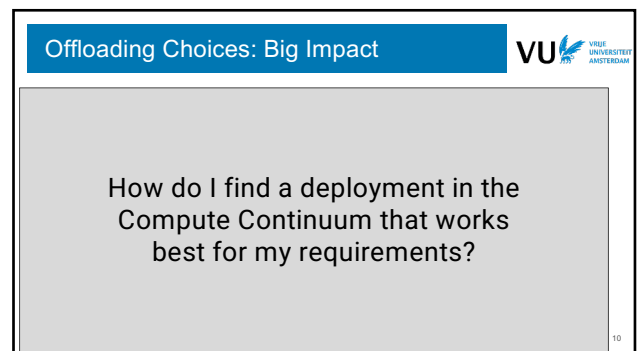 Offloading Choices: Big Impact
VU
VRIJE
UNIVERSITEIT
AMSTERDAM
How do I find a deployment in the
Compute Continuum that works
best for my requirements?
10